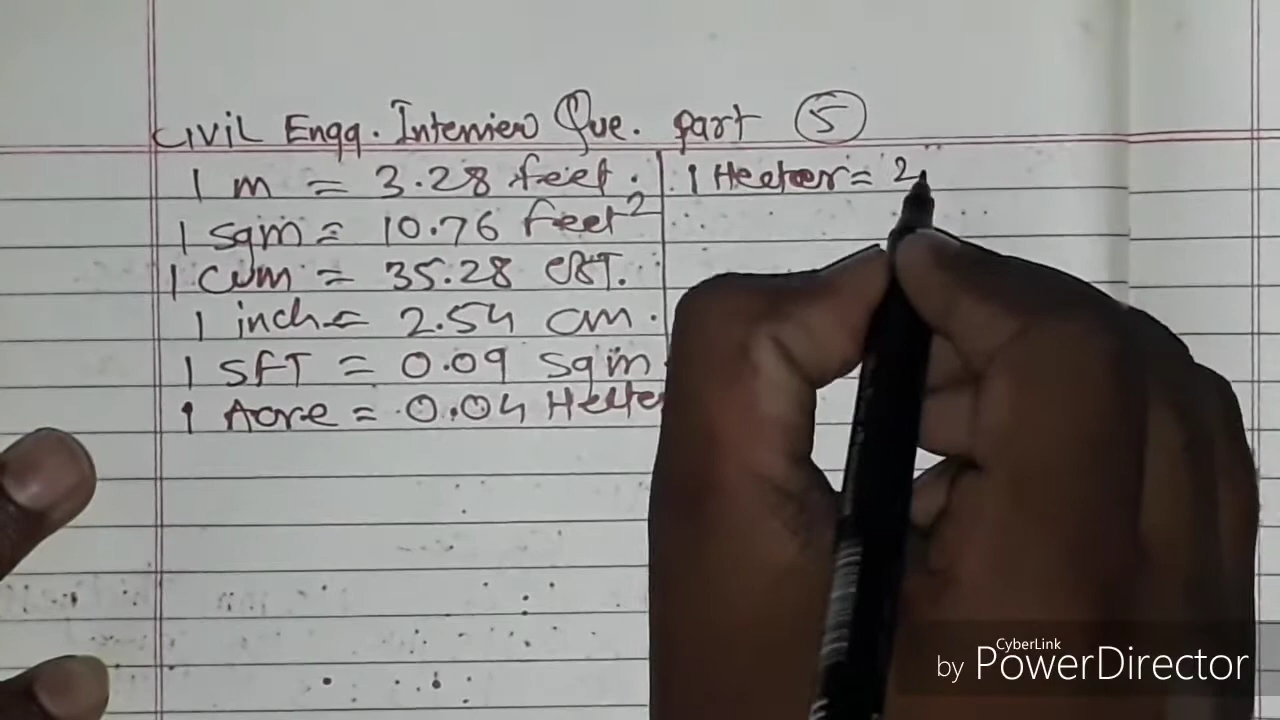 Civil Engg. Interview Que. part 5
1 m = 3.28 feet.
1 sqm = 10.76 feet2
1 cum = 35.28 CFT.
1 inch = 2.54 cm.
1 SFT = 0.09 sqm
1 Acre = 0.04
1 Hecter = 2.
CyberLink
by PowerDirector